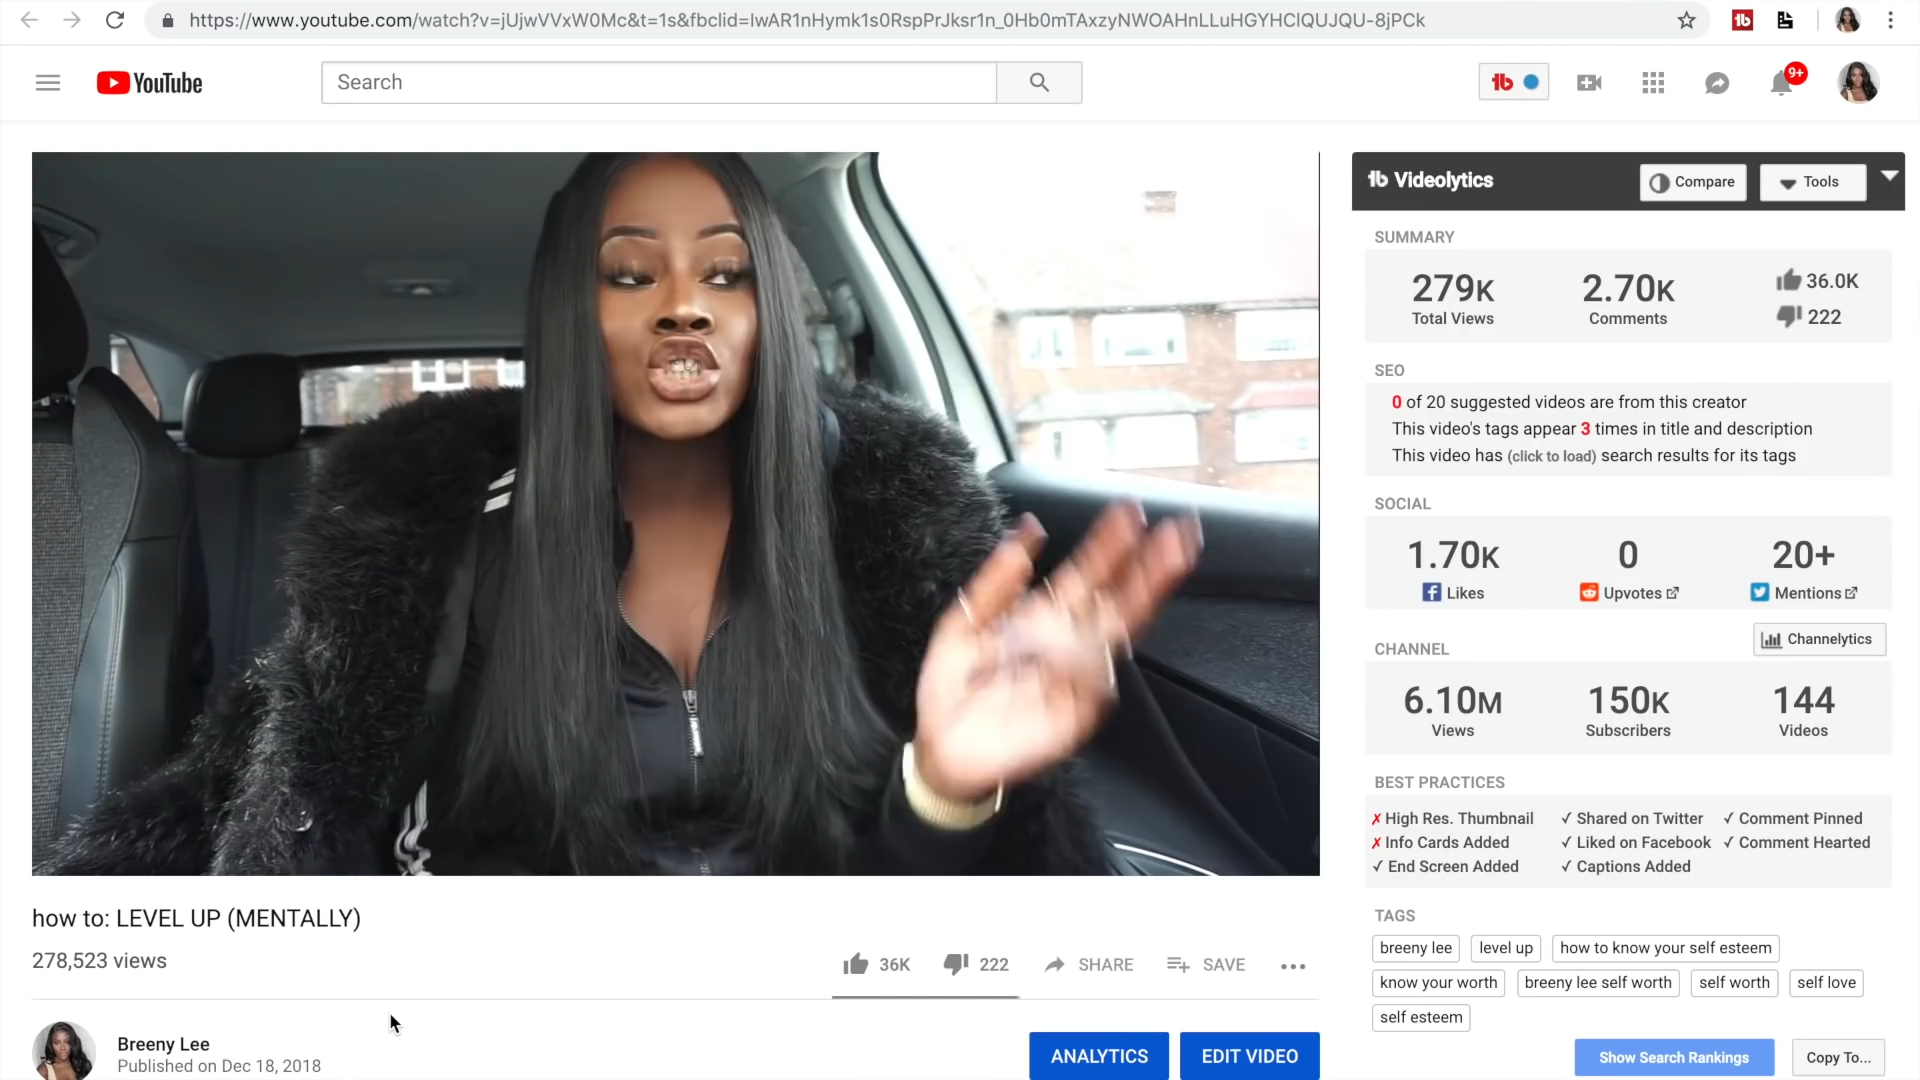 https://www.youtube.com/watch?v=jUjwVVxW0Mc&t=1s&fbclid=IwAR1nHymk1s0RspPrJksr1n_0Hb0mTAxzyNWOAHnLLuHGYHClQUJQU-8jPCk
YouTube
Search
9+
Videolytics
Compare
Tools
SUMMARY
279K
Total Views
2.70K
Comments
36.0K
222
SEO
0 of 20 suggested videos are from this creator
This video's tags appear 3 times in title and description
This video has (click to load) search results for its tags
SOCIAL
1.70K
Likes
0
Upvotes
20+
Mentions
CHANNEL
Channelytics
6.10M
Views
150K
Subscribers
144
Videos
BEST PRACTICES
✗ High Res. Thumbnail ✓ Shared on Twitter ✓ Comment Pinned
✗ Info Cards Added ✓ Liked on Facebook ✓ Comment Hearted
✓ End Screen Added ✓ Captions Added
TAGS
breeny lee level up how to know your self esteem
know your worth breeny lee self worth self worth self love
self esteem
Show Search Rankings Copy To...
how to: LEVEL UP (MENTALLY)
278,523 views
36K 222 SHARE SAVE
Breeny Lee
Published on Dec 18, 2018
ANALYTICS EDIT VIDEO